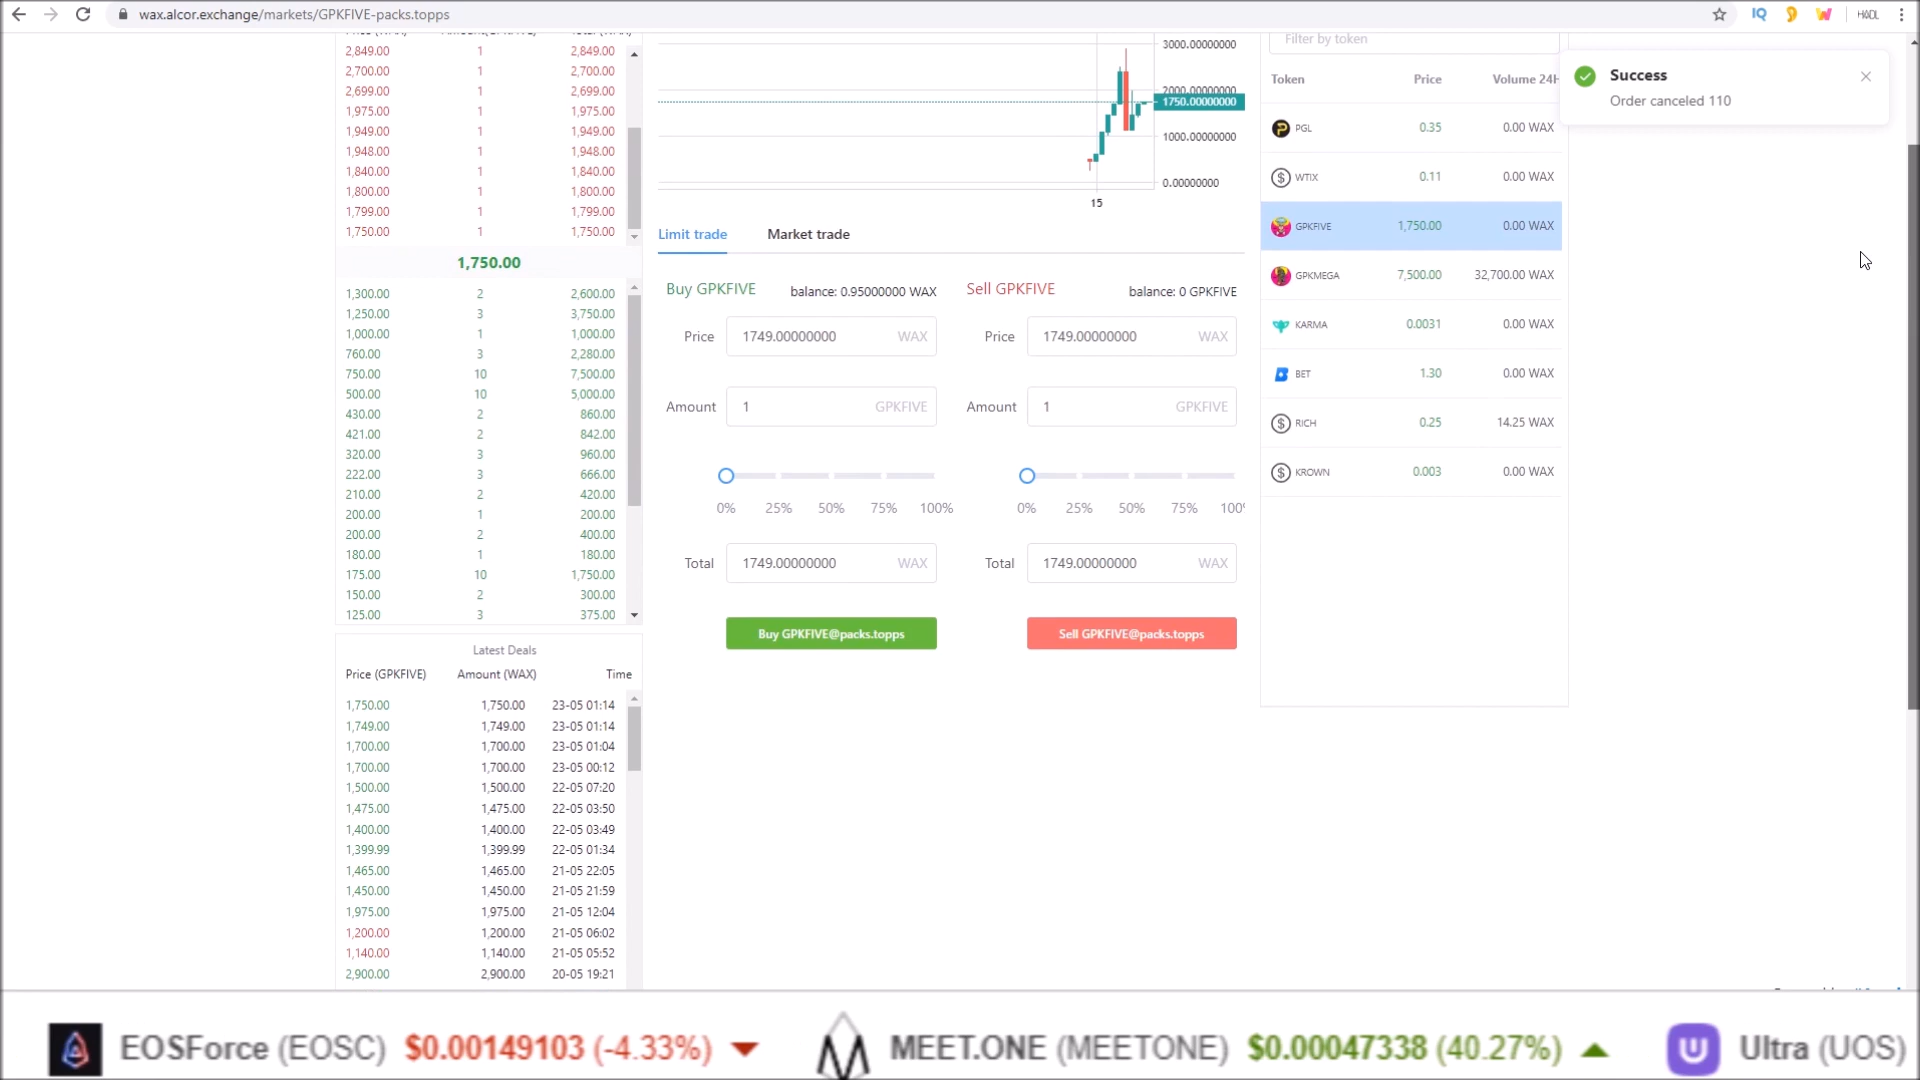 wax.alcor.exchange/markets/GPKFIVE-packs.topps
2,849.00 1 2,849.00
2,700.00 1 2,700.00
2,699.00 1 2,699.00
1,975.00 1 1,975.00
1,949.00 1 1,949.00
1,948.00 1 1,948.00
1,840.00 1 1,840.00
1,800.00 1 1,800.00
1,799.00 1 1,799.00
1,750.00 1 1,750.00
1,750.00
1,300.00 2 2,600.00
1,250.00 3 3,750.00
1,000.00 1 1,000.00
760.00 3 2,280.00
750.00 10 7,500.00
500.00 10 5,000.00
430.00 2 860.00
421.00 2 842.00
320.00 3 960.00
222.00 3 666.00
210.00 2 420.00
200.00 1 200.00
200.00 2 400.00
180.00 1 180.00
175.00 10 1,750.00
150.00 2 300.00
125.00 3 375.00
Latest Deals
Price (GPKFIVE) Amount (WAX) Time
1,750.00 1,750.00 23-05 01:14
1,749.00 1,749.00 23-05 01:14
1,700.00 1,700.00 23-05 01:04
1,700.00 1,700.00 23-05 00:12
1,500.00 1,500.00 22-05 07:20
1,475.00 1,475.00 22-05 03:50
1,400.00 1,400.00 22-05 03:49
1,399.99 1,399.99 22-05 01:34
1,465.00 1,465.00 21-05 22:05
1,450.00 1,450.00 21-05 21:59
1,975.00 1,975.00 21-05 12:04
1,200.00 1,200.00 21-05 06:02
1,140.00 1,140.00 21-05 05:52
2,900.00 2,900.00 20-05 19:21
3000.00000000
2000.00000000
1750.00000000
1000.00000000
0.00000000
15
Limit trade Market trade
Buy GPKFIVE balance: 0.95000000 WAX Sell GPKFIVE balance: 0 GPKFIVE
Price 1749.00000000 WAX Price 1749.00000000 WAX
Amount 1 GPKFIVE Amount 1 GPKFIVE
0% 25% 50% 75% 100% 0% 25% 50% 75% 100%
Total 1749.00000000 WAX Total 1749.00000000 WAX
Buy GPKFIVE@packs.topps Sell GPKFIVE@packs.topps
Filter by token
Token Price Volume 24H
PGL 0.35 0.00 WAX
WTIX 0.11 0.00 WAX
GPKFIVE 1,750.00 0.00 WAX
GPKMEGA 7,500.00 32,700.00 WAX
KARMA 0.0031 0.00 WAX
BET 1.30 0.00 WAX
RICH 0.25 14.25 WAX
KROWN 0.003 0.00 WAX
Success
Order canceled 110
EOSForce (EOSC) $0.00149103 (-4.33%) MEET.ONE (MEETONE) $0.00047338 (40.27%) Ultra (UOS)